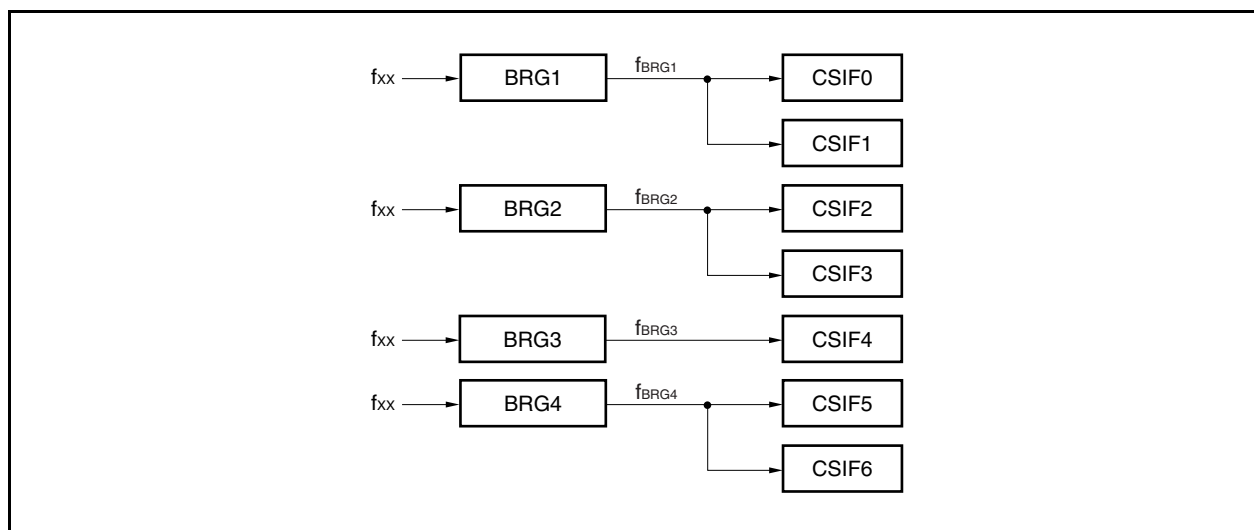 fxx BRG1 fBRG1 CSIF0
CSIF1
fxx BRG2 fBRG2 CSIF2
CSIF3
fxx BRG3 fBRG3 CSIF4
fxx BRG4 fBRG4 CSIF5
CSIF6